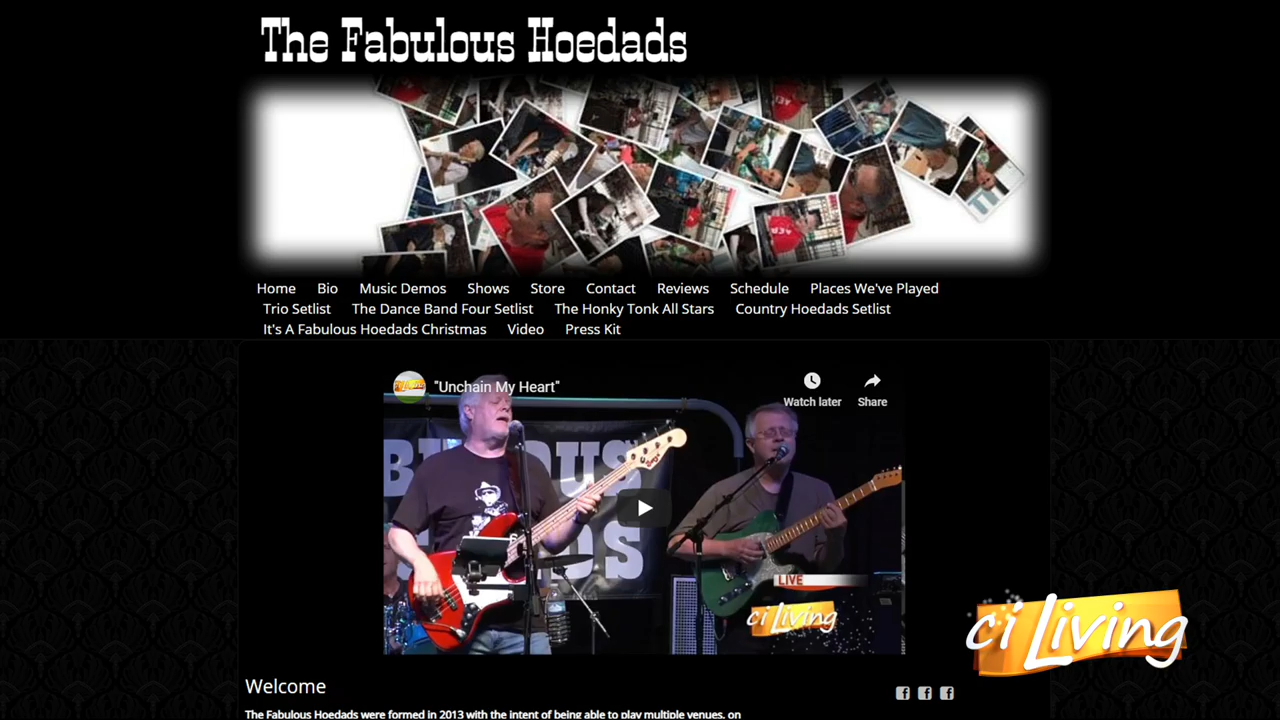 The Fabulous Hoedads
Home Bio Music Demos Shows Store Contact Reviews Schedule Places We've Played
Trio Setlist The Dance Band Four Setlist The Honky Tonk All Stars Country Hoedads Setlist
It's A Fabulous Hoedads Christmas Video Press Kit
"Unchain My Heart"
Watch later Share
LIVE
ci Living
ci Living
Welcome
The Fabulous Hoedads were formed in 2013 with the intent of being able to play multiple venues, on